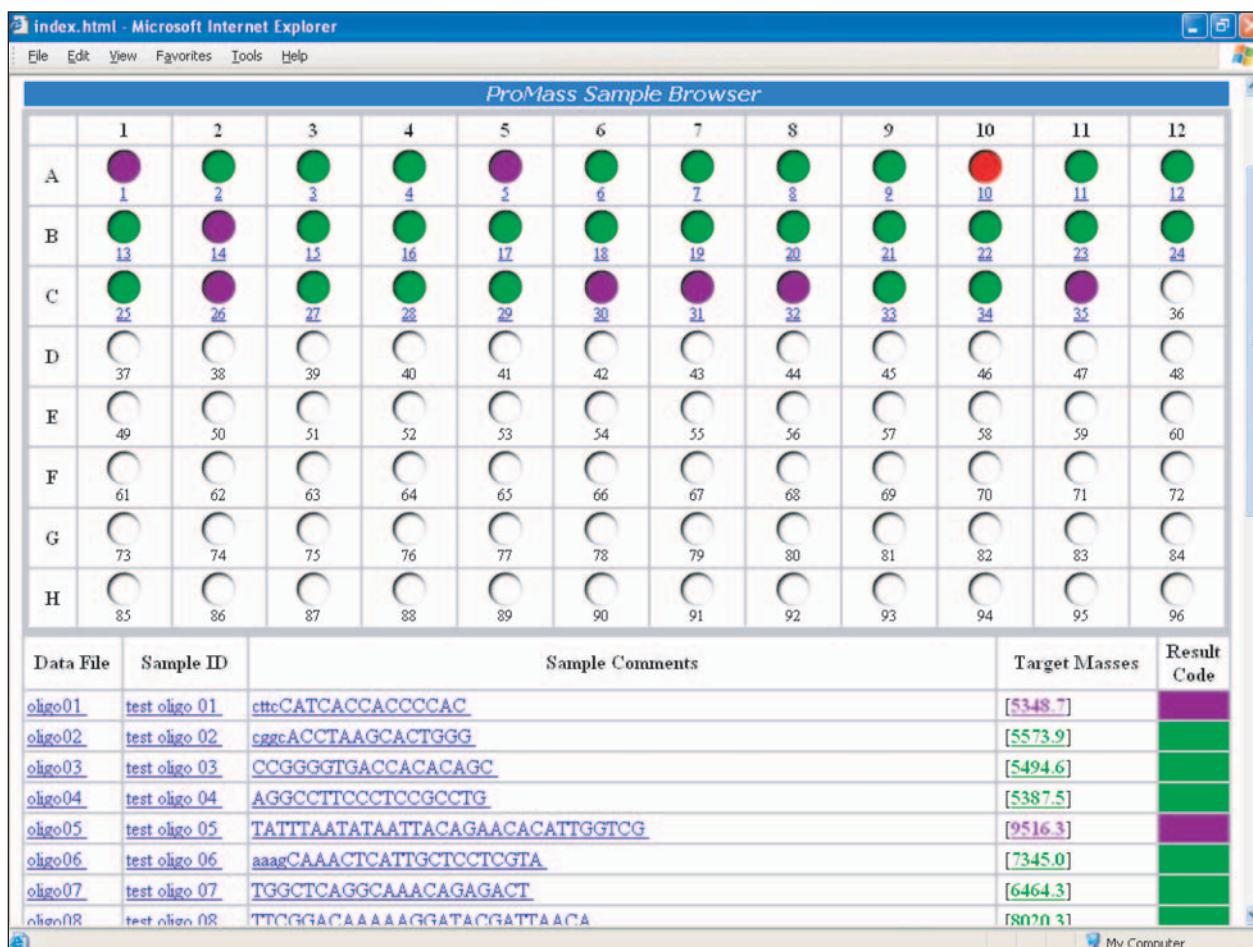 index.html - Microsoft Internet Explorer
File Edit View Favorites Tools Help
ProMass Sample Browser
1 2 3 4 5 6 7 8 9 10 11 12
A
1 2 3 4 5 6 7 8 9 10 11 12
B
13 14 15 16 17 18 19 20 21 22 23 24
C
25 26 27 28 29 30 31 32 33 34 35 36
D
37 38 39 40 41 42 43 44 45 46 47 48
E
49 50 51 52 53 54 55 56 57 58 59 60
F
61 62 63 64 65 66 67 68 69 70 71 72
G
73 74 75 76 77 78 79 80 81 82 83 84
H
85 86 87 88 89 90 91 92 93 94 95 96
Data File Sample ID Sample Comments Target Masses Result Code
oligo01 test oligo 01 cttcCATCACCACCCCAC [5348.7]
oligo02 test oligo 02 cggcACCTAAGCACTGGG [5573.9]
oligo03 test oligo 03 CCGGGGTGACCACACAGC [5494.6]
oligo04 test oligo 04 AGGCCTTCCCTCCGCCTG [5387.5]
oligo05 test oligo 05 TATTTAATATAATTACAGAACACATTGGTCG [9516.3]
oligo06 test oligo 06 aaagCAAACTCATTGCTCCTCGTA [7345.0]
oligo07 test oligo 07 TGGCTCAGGCAAACAGAGACT [6464.3]
oligo08 test oligo 08 TTCGGACAAAAAGGATACGATTAACA [8020.3]
My Computer